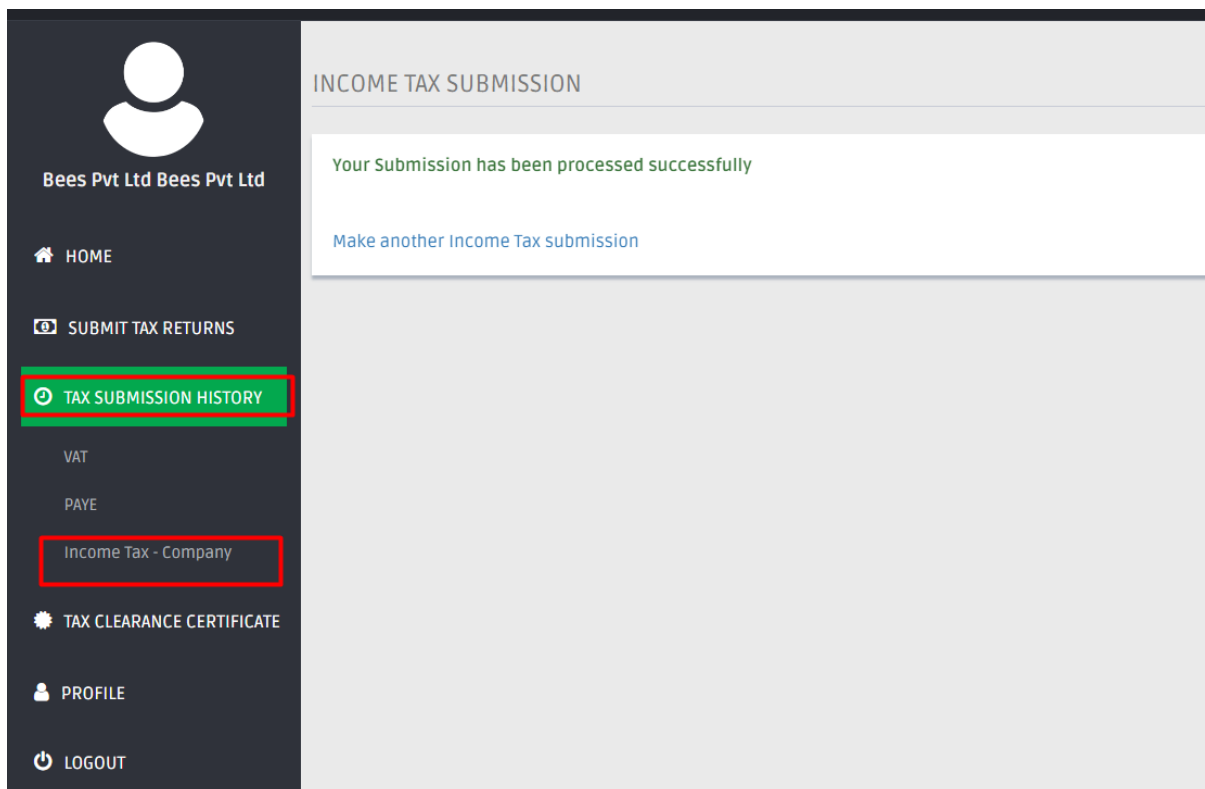 Bees Pvt Ltd Bees Pvt Ltd
HOME
SUBMIT TAX RETURNS
TAX SUBMISSION HISTORY
VAT
PAYE
Income Tax - Company
TAX CLEARANCE CERTIFICATE
PROFILE
LOGOUT
INCOME TAX SUBMISSION
Your Submission has been processed successfully
Make another Income Tax submission